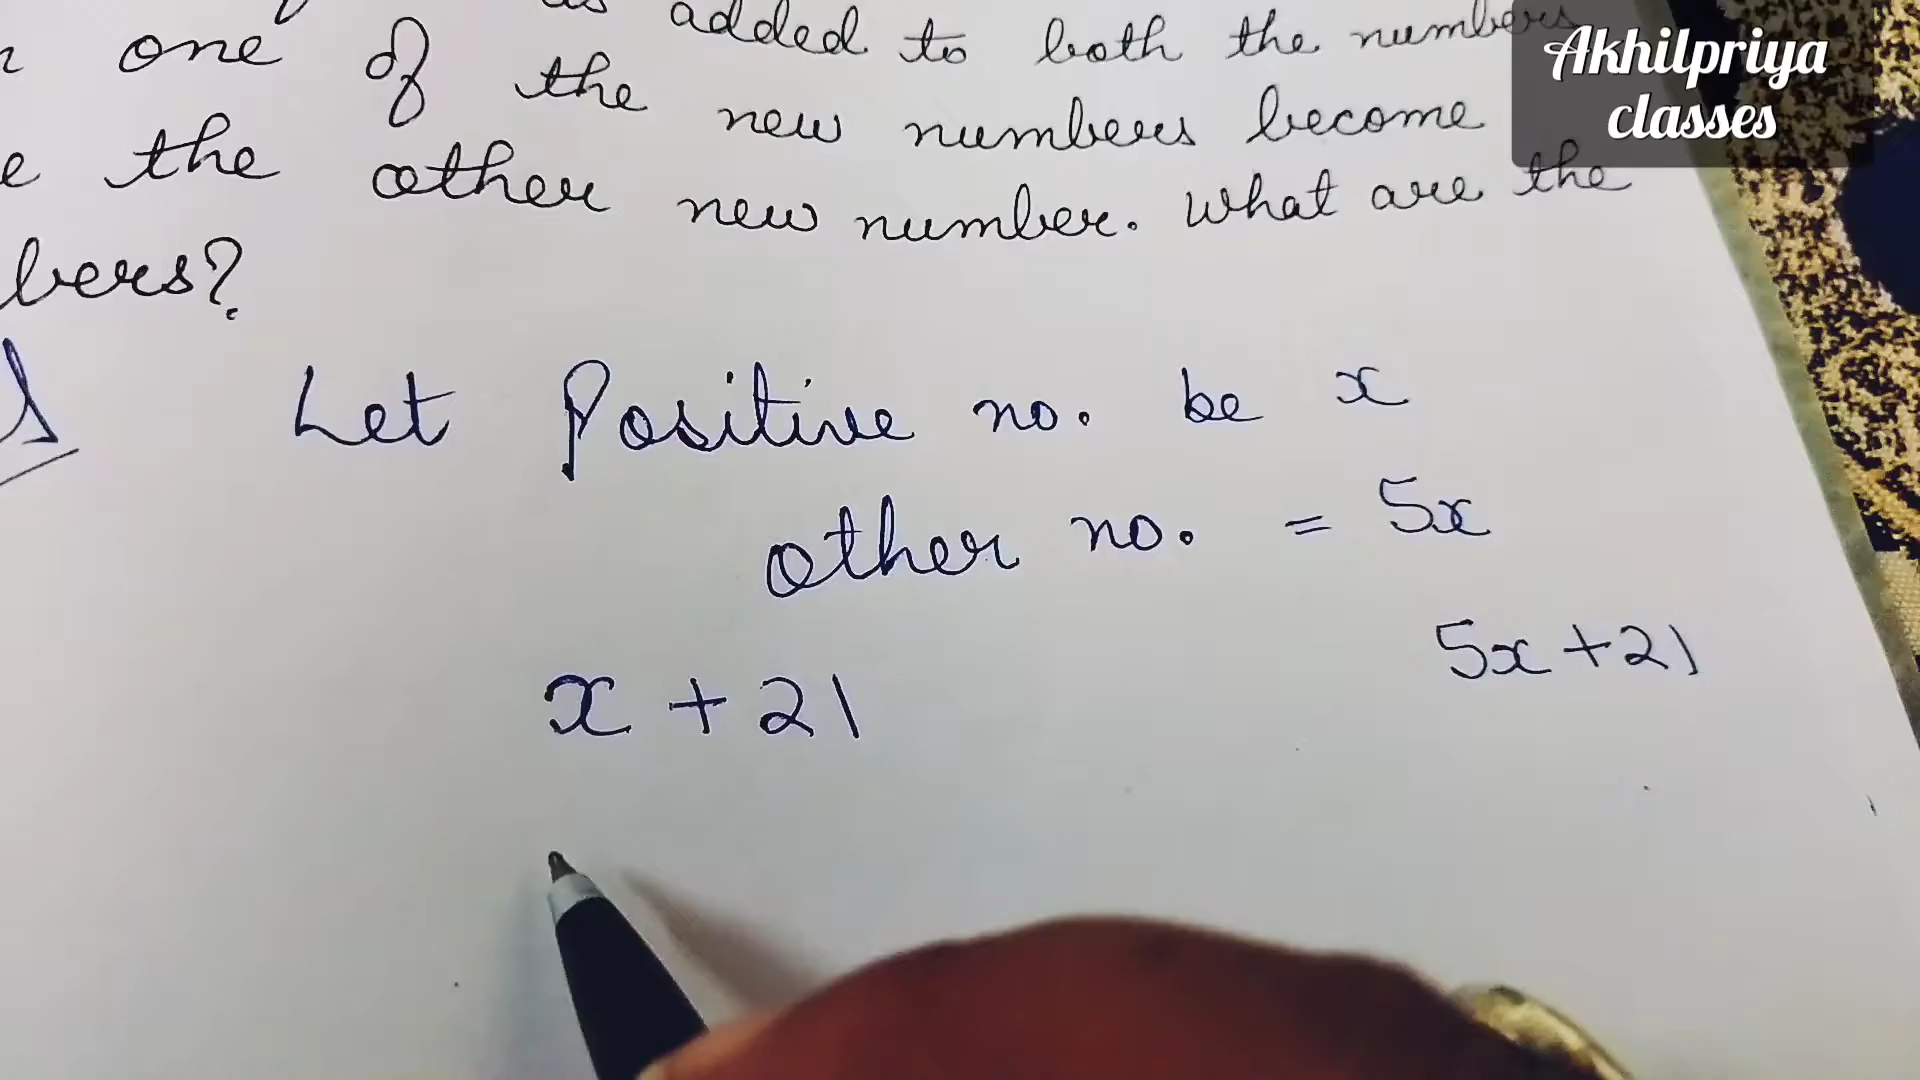 added to both the numbers
one of the new numbers become
the other new number. What are the
bers?
Let Positive no. be x
other no. = 5x
5x + 21
x + 21
Akhilpriya
classes